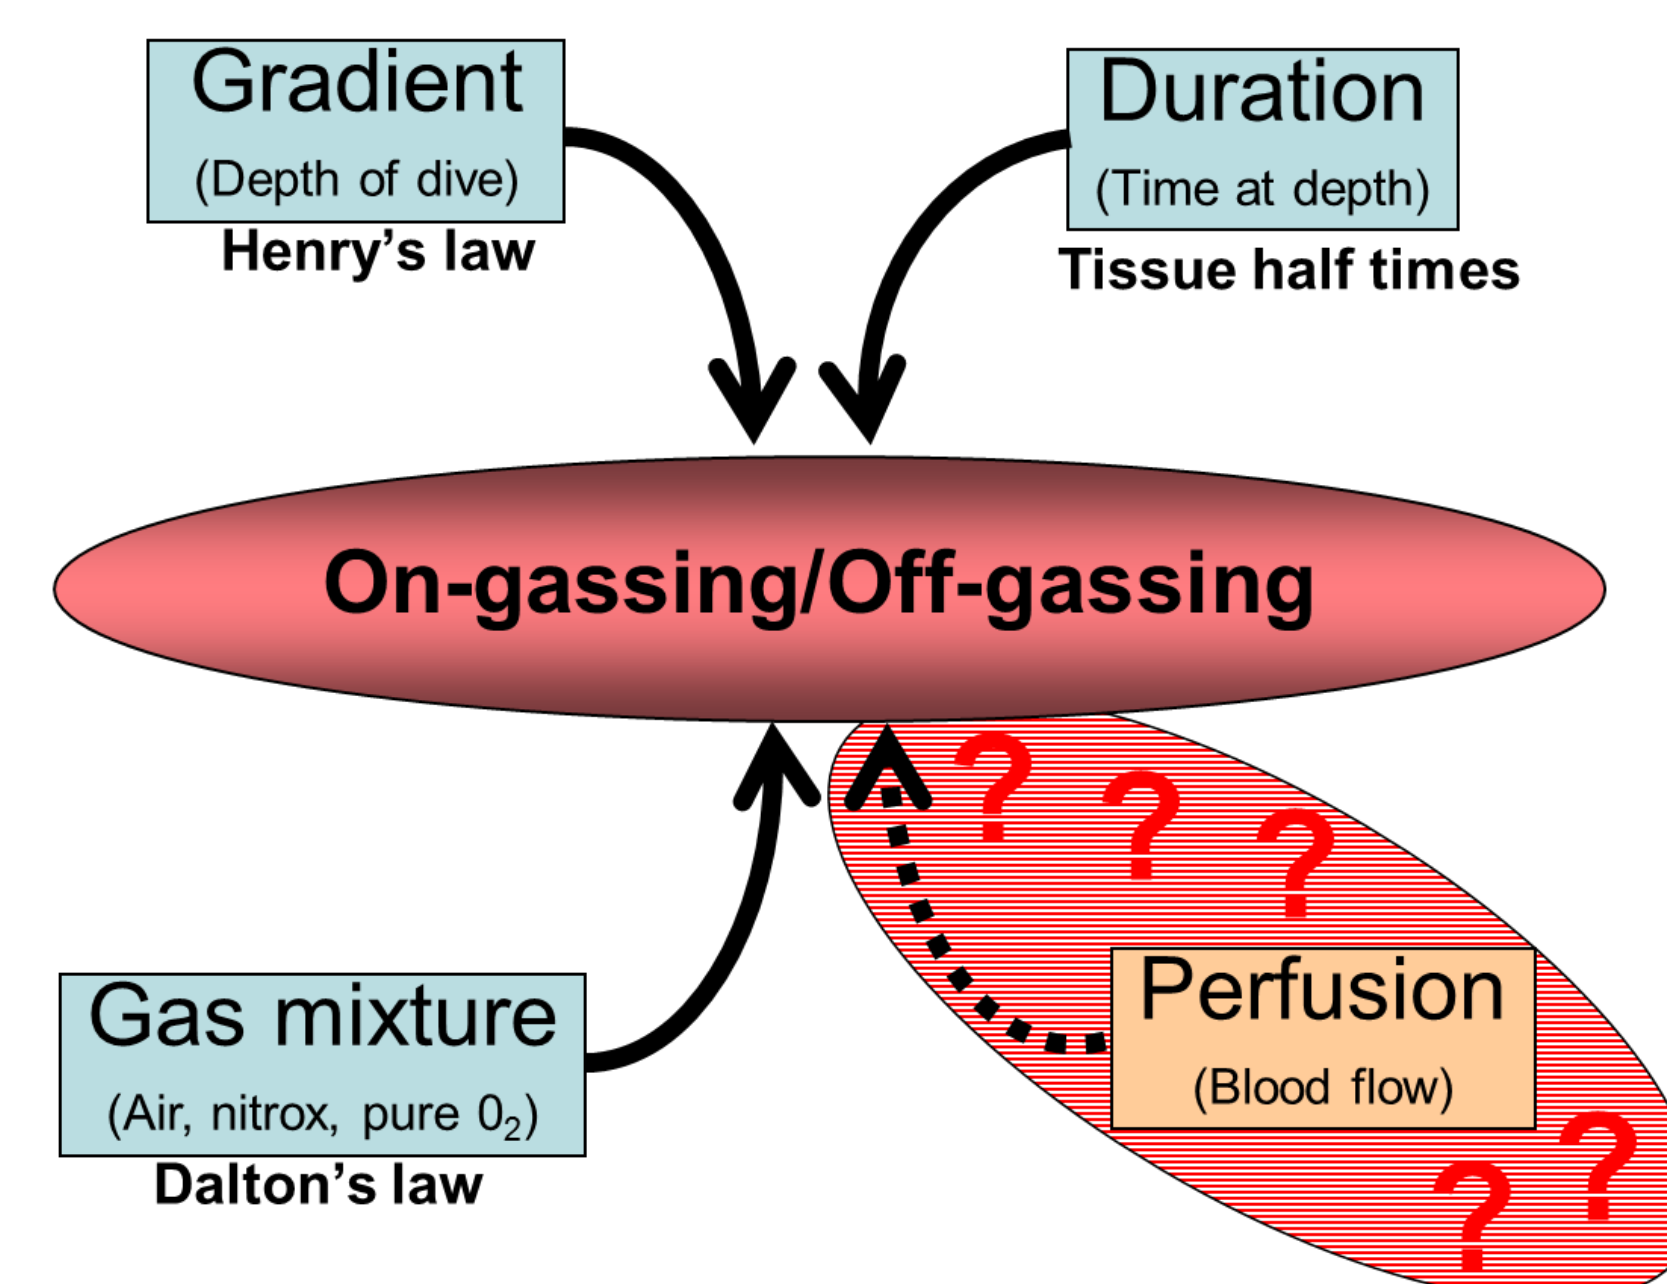 Gradient
(Depth of dive)
Henry’s law
Duration
(Time at depth)
Tissue half times
On-gassing/Off-gassing
? ? ?
Gas mixture
(Air, nitrox, pure 0₂)
Dalton’s law
Perfusion
(Blood flow)
? ?